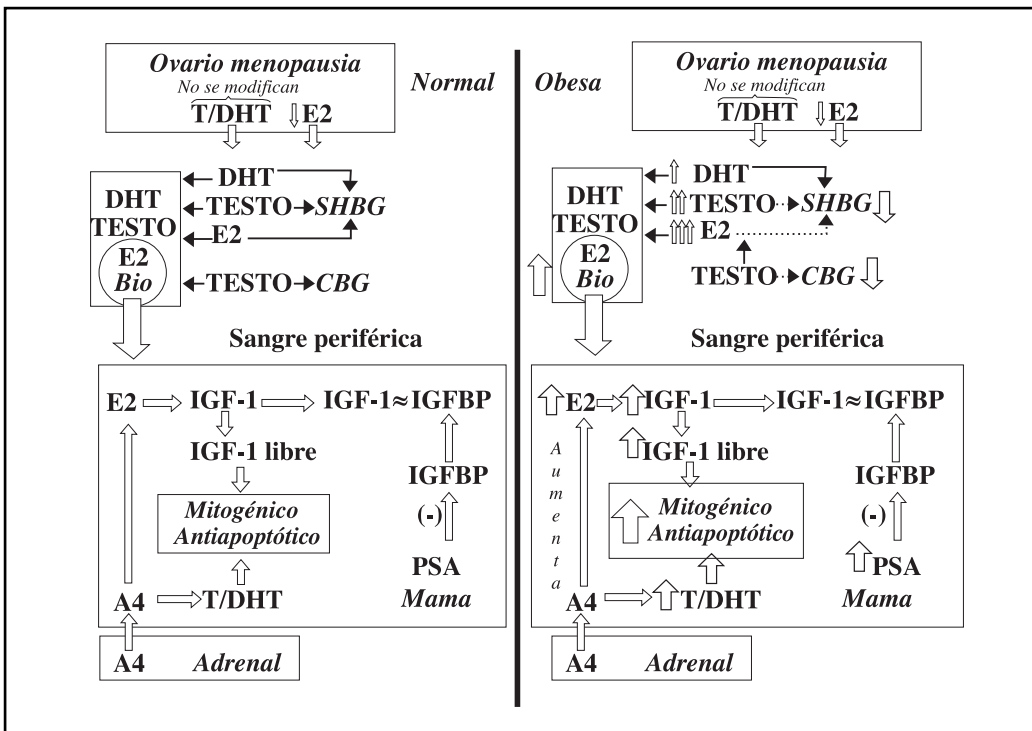 Ovario menopausia
No se modifican
T/DHT E2
Normal
DHT
TESTO
E2
Bio
DHT
TESTO SHBG
E2
TESTO CBG
Sangre periférica
E2 IGF-1 IGF-1≈IGFBP
IGF-1 libre
IGFBP
Mitogénico
Antiapoptótico
(-)
PSA
A4 T/DHT
Mama
A4 Adrenal
Obesa
Ovario menopausia
No se modifican
T/DHT E2
DHT
TESTO
E2
Bio
DHT
TESTO SHBG
E2
TESTO CBG
Sangre periférica
E2 IGF-1 IGF-1≈IGFBP
Aumenta
IGF-1 libre
IGFBP
Mitogénico
Antiapoptótico
(-)
PSA
A4 T/DHT
Mama
A4 Adrenal